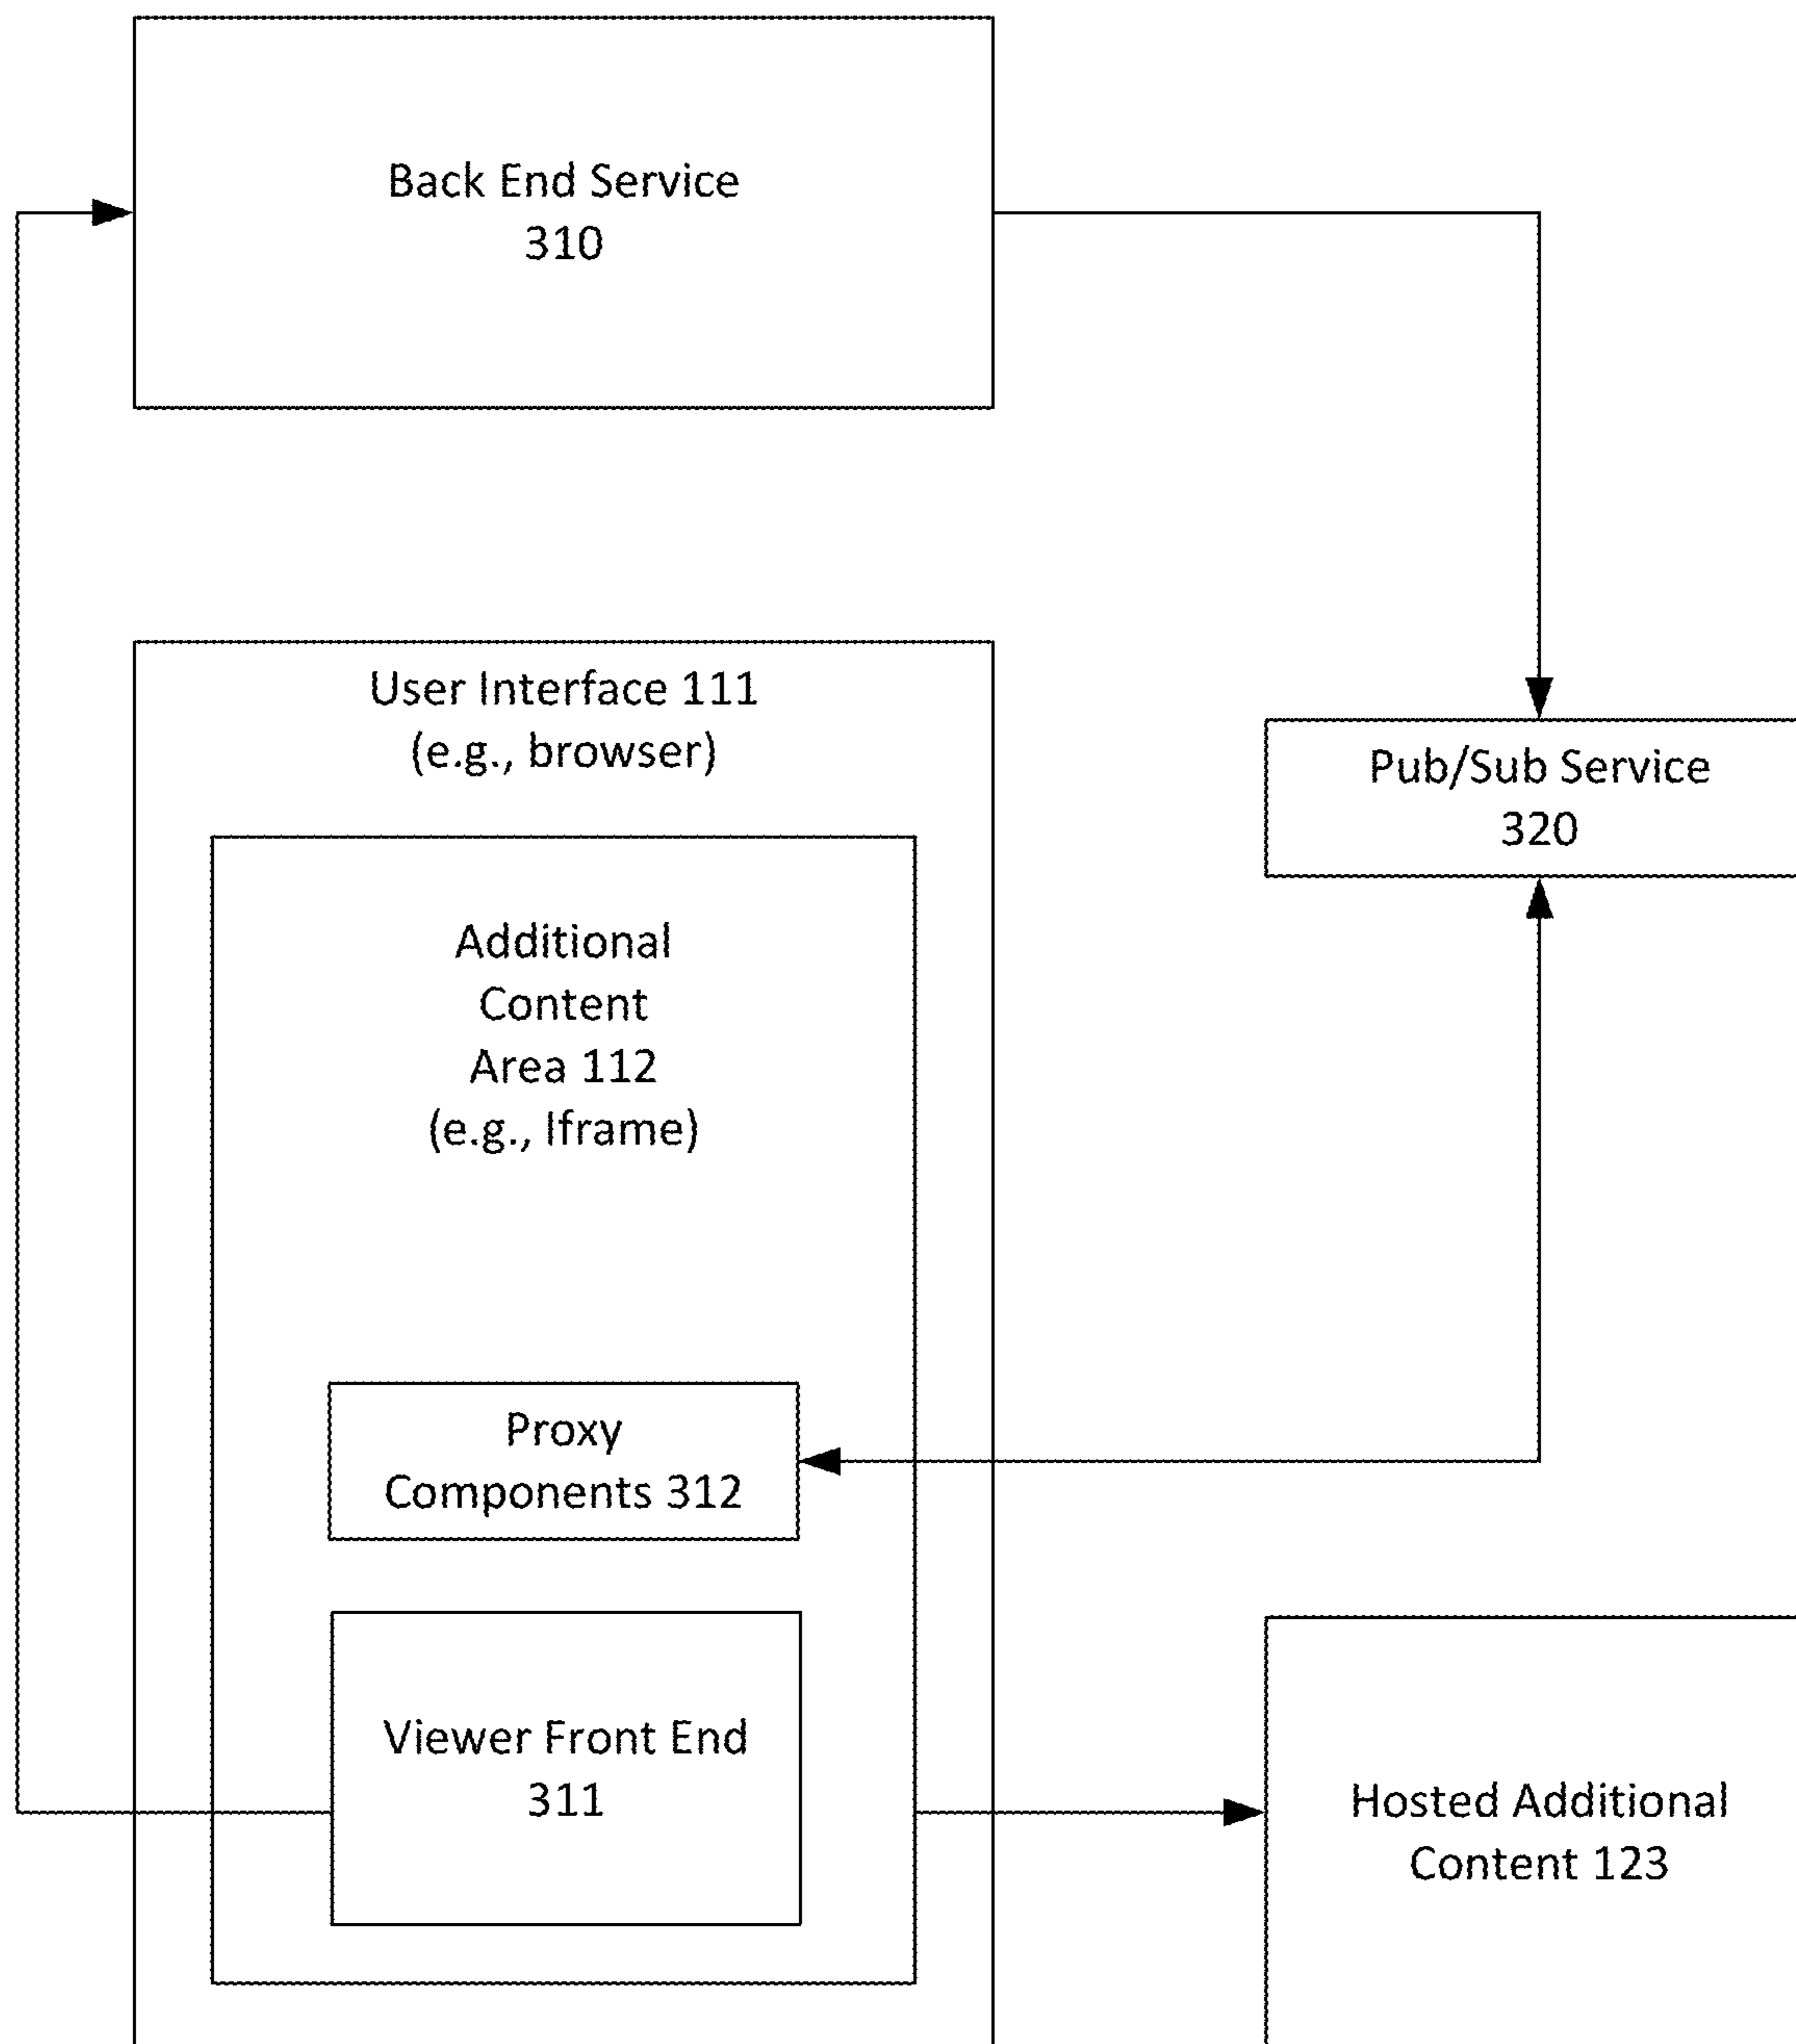 Back End Service
310
User Interface 111
(e.g., browser)
Pub/Sub Service
320
Additional
Content
Area 112
(e.g., Iframe)
Proxy
Components 312
Viewer Front End
311
Hosted Additional
Content 123